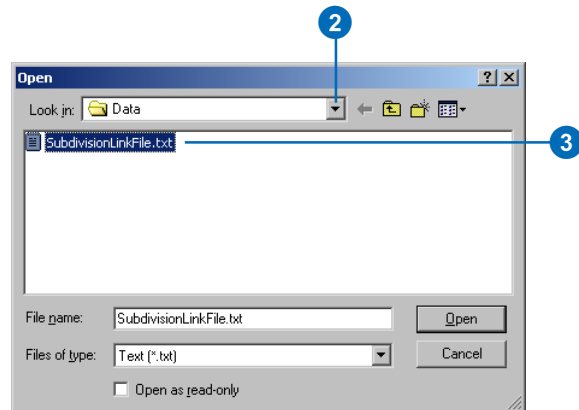 2
Open
Look in: Data
SubdivisionLinkFile.txt
3
File name: SubdivisionLinkFile.txt Open
Files of type: Text (*.txt) Cancel
Open as read-only